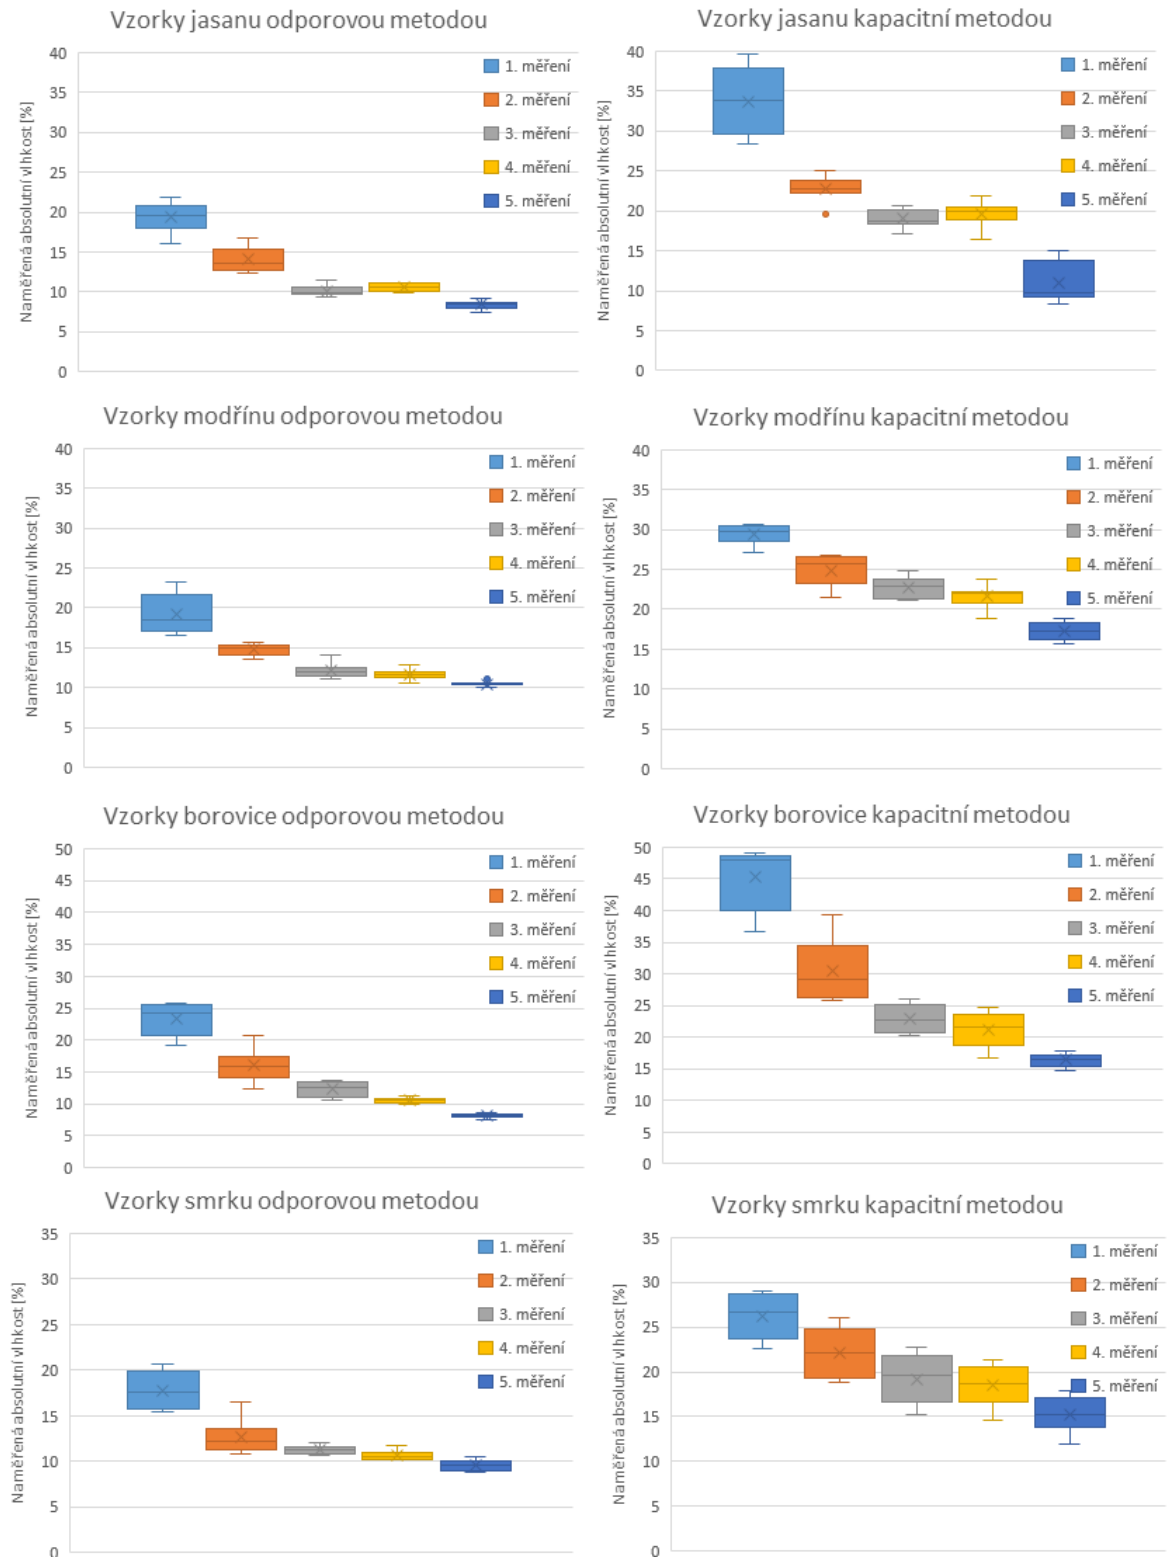 Vzorky jasanu odporovou metodou
Naměřená absolutní vlhkost [%]
40
35
30
25
20
15
10
5
0
1. měření
2. měření
3. měření
4. měření
5. měření
Vzorky jasanu kapacitní metodou
Naměřená absolutní vlhkost [%]
40
35
30
25
20
15
10
5
0
1. měření
2. měření
3. měření
4. měření
5. měření
Vzorky modřínu odporovou metodou
Naměřená absolutní vlhkost [%]
40
35
30
25
20
15
10
5
0
1. měření
2. měření
3. měření
4. měření
5. měření
Vzorky modřínu kapacitní metodou
Naměřená absolutní vlhkost [%]
40
35
30
25
20
15
10
5
0
1. měření
2. měření
3. měření
4. měření
5. měření
Vzorky borovice odporovou metodou
Naměřená absolutní vlhkost [%]
50
45
40
35
30
25
20
15
10
5
0
1. měření
2. měření
3. měření
4. měření
5. měření
Vzorky borovice kapacitní metodou
Naměřená absolutní vlhkost [%]
50
45
40
35
30
25
20
15
10
5
0
1. měření
2. měření
3. měření
4. měření
5. měření
Vzorky smrku odporovou metodou
Naměřená absolutní vlhkost [%]
35
30
25
20
15
10
5
0
1. měření
2. měření
3. měření
4. měření
5. měření
Vzorky smrku kapacitní metodou
Naměřená absolutní vlhkost [%]
35
30
25
20
15
10
5
0
1. měření
2. měření
3. měření
4. měření
5. měření